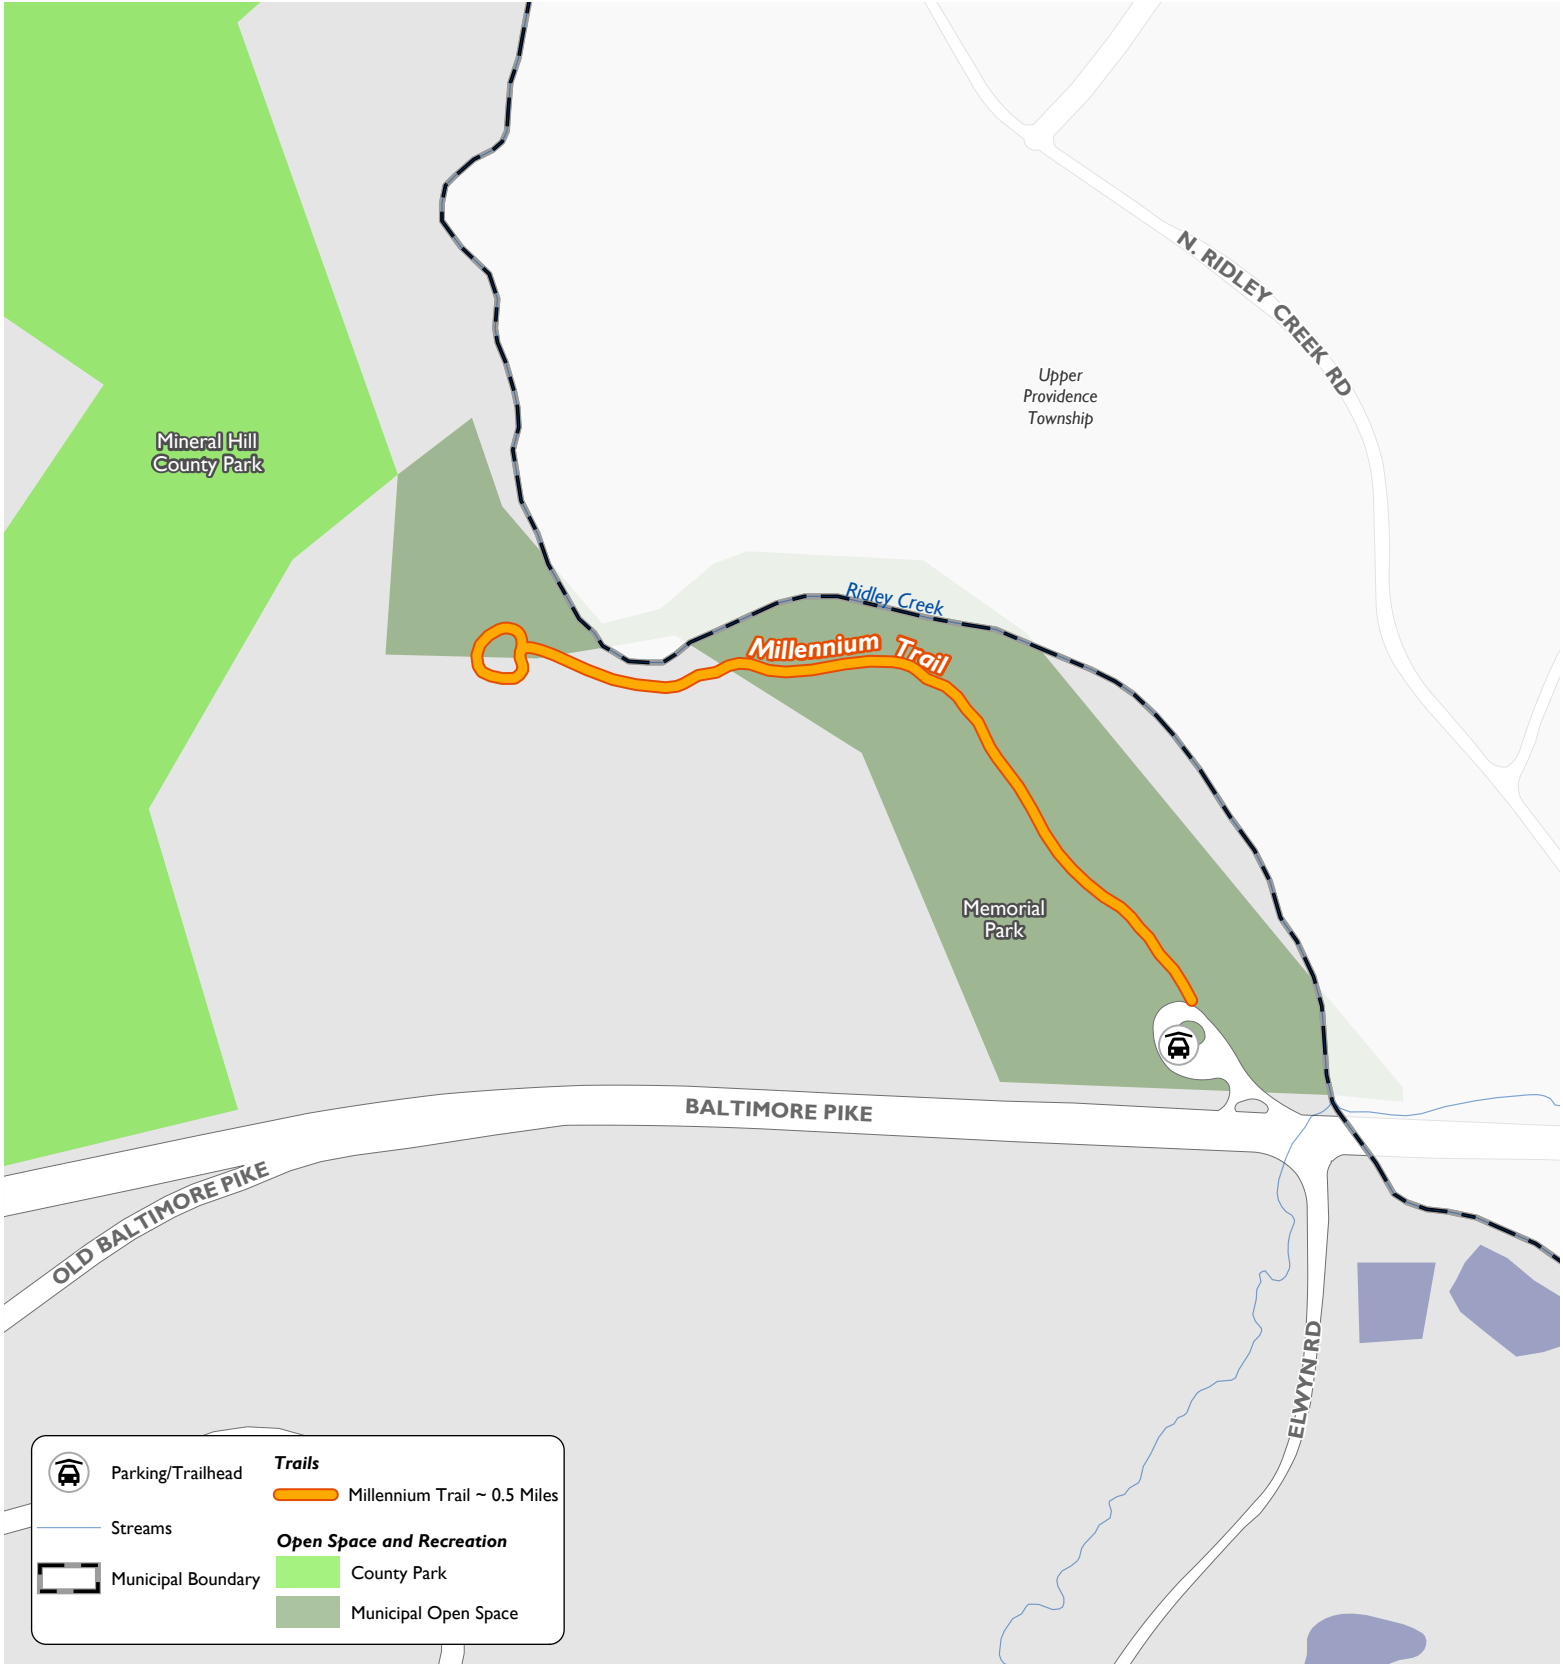 N. RIDLEY CREEK RD
Upper
Providence
Township
Mineral Hill
County Park
Ridley Creek
Millennium Trail
Memorial
Park
BALTIMORE PIKE
OLD BALTIMORE PIKE
ELWYN RD
Parking/Trailhead
Streams
Municipal Boundary
Trails
Millennium Trail ~ 0.5 Miles
Open Space and Recreation
County Park
Municipal Open Space